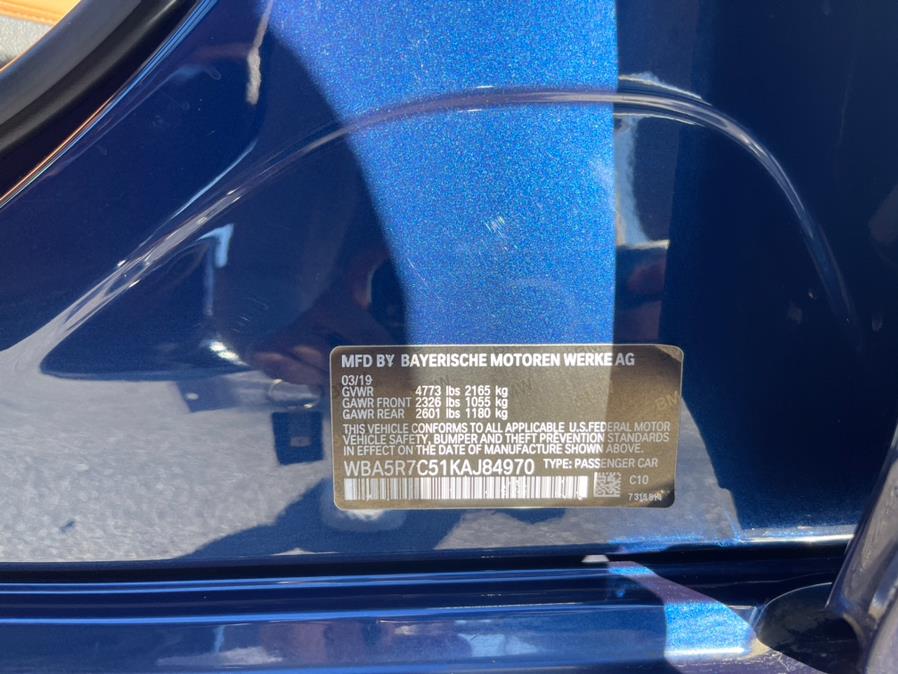 MFD BY BAYERISCHE MOTOREN WERKE AG
03/19
GVWR 4773 lbs 2165 kg
GAWR FRONT 2326 lbs 1055 kg
GAWR REAR 2601 lbs 1180 kg
THIS VEHICLE CONFORMS TO ALL APPLICABLE U.S.FEDERAL MOTOR
VEHICLE SAFETY, BUMPER AND THEFT PREVENTION STANDARDS
IN EFFECT ON THE DATE OF MANUFACTURE SHOWN ABOVE.
WBA5R7C51KAJ84970 TYPE: PASSENGER CAR
C10